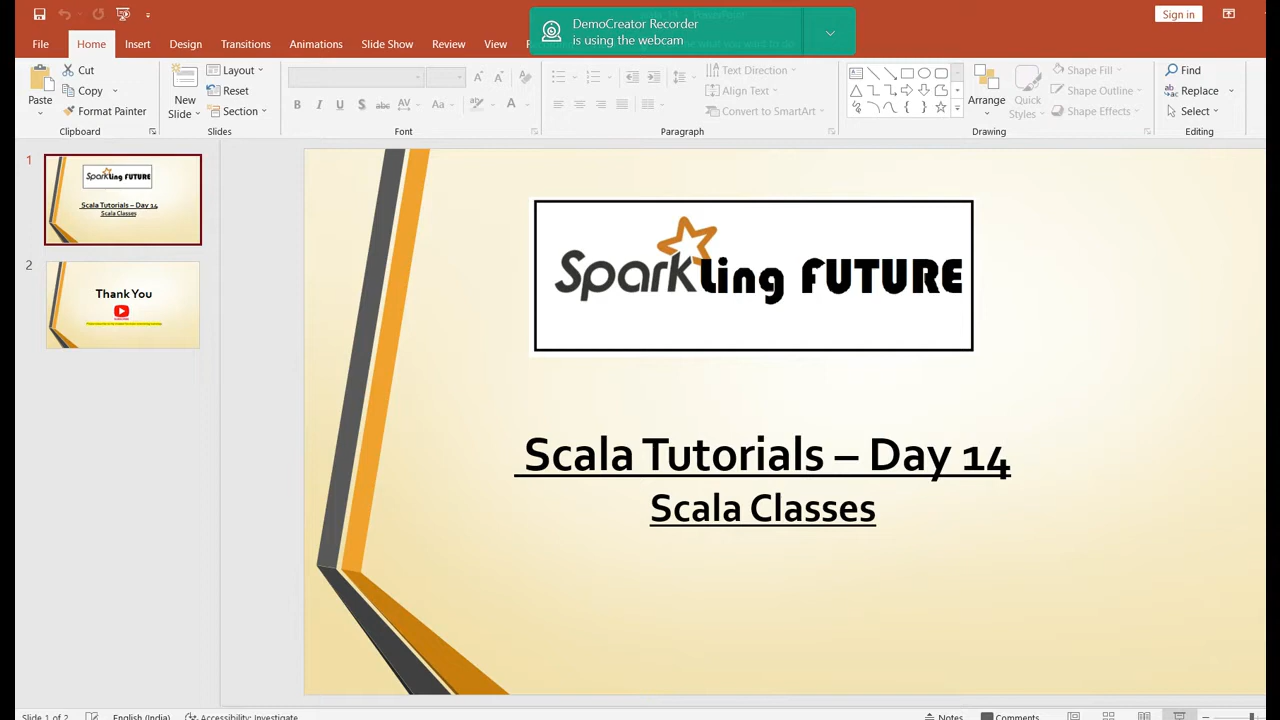 DemoCreator Recorder
is using the webcam
Sign in
File Home Insert Design Transitions Animations Slide Show Review View
Paste
Cut
Copy
Format Painter
Clipboard
New
Slide
Layout
Reset
Section
Slides
B I U S abc AV Aa A
Font
Text Direction
Align Text
Convert to SmartArt
Paragraph
Arrange
Quick
Styles
Shape Fill
Shape Outline
Shape Effects
Drawing
Find
Replace
Select
Editing
1
Sparkling FUTURE
Scala Tutorials – Day 14
Scala Classes
2
Thank You
Sparkling FUTURE
Scala Tutorials – Day 14
Scala Classes
Slide 1 of 2 English (India) Accessibility: Investigate Notes Comments